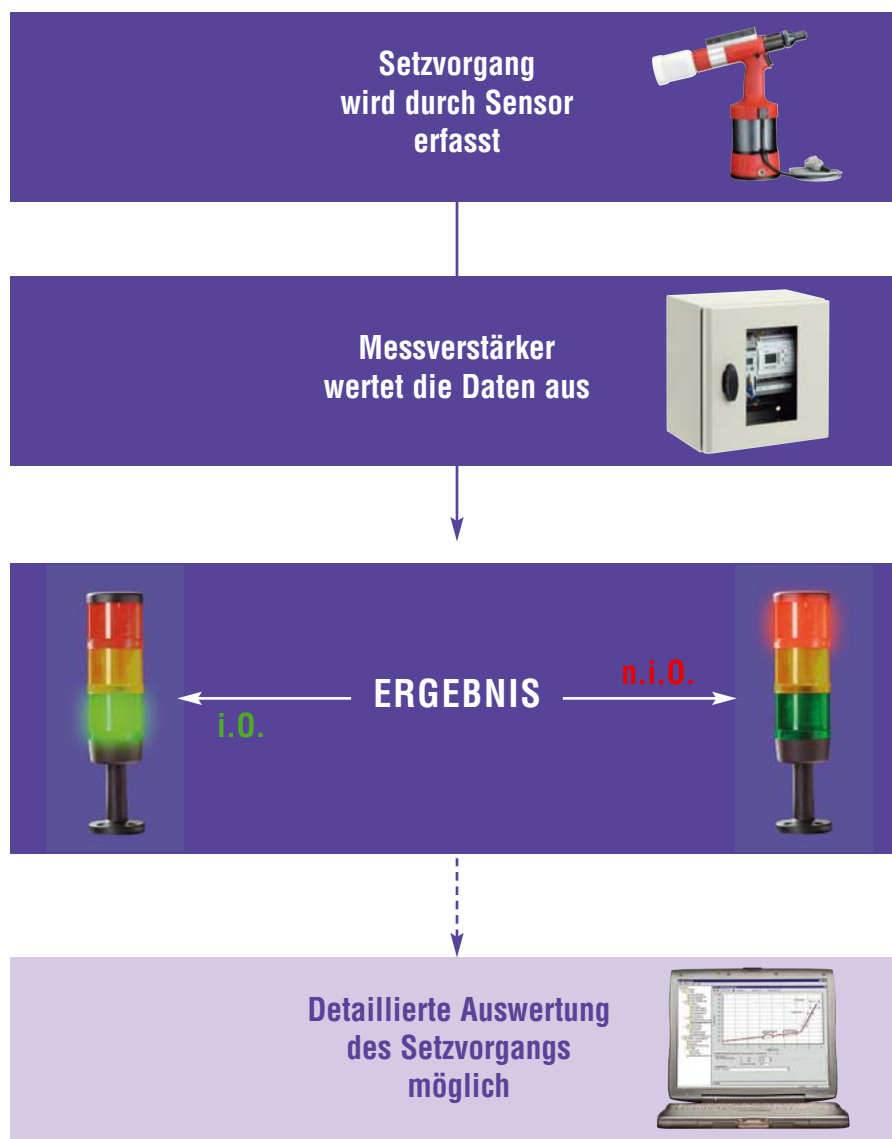 Setzvorgang
wird durch Sensor
erfasst
Messverstärker
wertet die Daten aus
ERGEBNIS
n.i.O.
i.O.
Detaillierte Auswertung
des Setzvorgangs
möglich